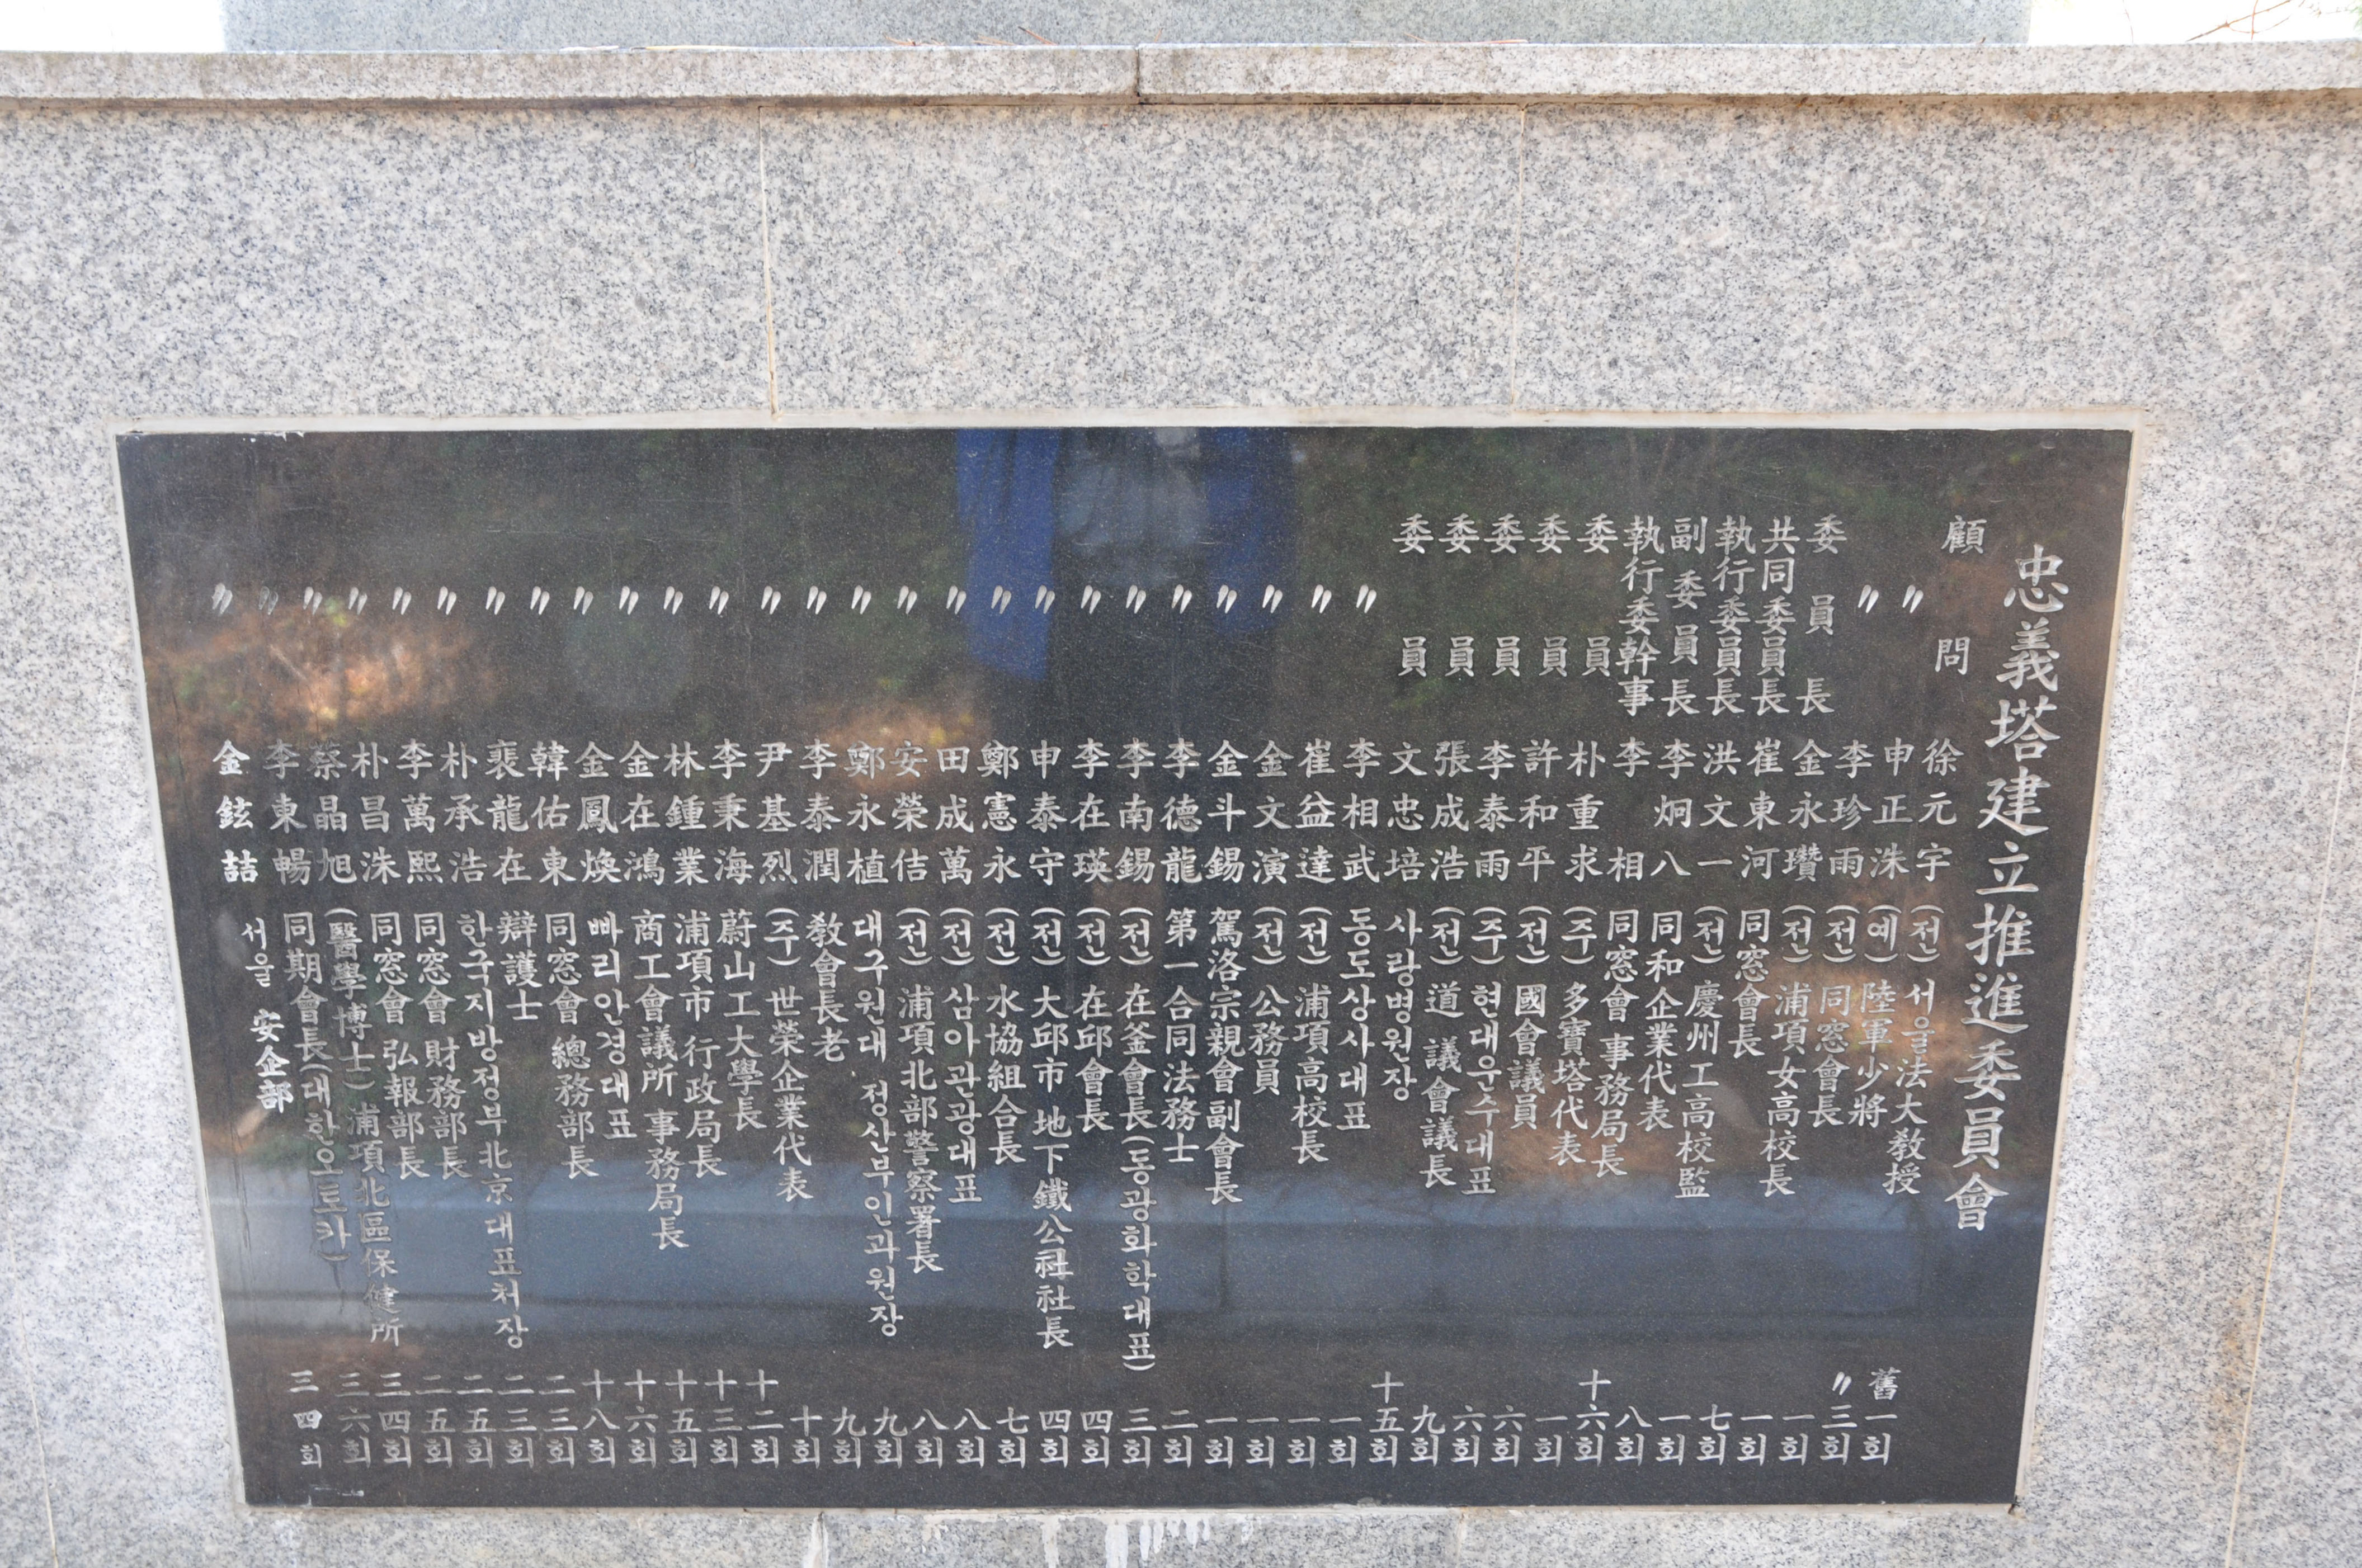 忠義塔建立推進委員會
顧問 徐元宇 (전) 서울法大敎授 舊一회
〃 申正洙 (예) 陸軍少將 〃三회
〃 李珍雨 (전) 同窓會長 一회
委員長 金永瓚 (전) 浦項女高校長 一회
共同委員長 崔東河 同窓會長 七회
執行委員長 洪文一 (전) 慶州工高校監 一회
副委員長 李炯八 同和企業代表 八회
執行委幹事 李相 同窓會 事務局長 十六회
委員 朴重求 (주) 多寶塔代表 一회
委員 許和平 (전) 國會議員 六회
委員 李泰雨 (주) 현대운수대표 六회
委員 張成浩 (전) 道議會議長 九회
委員 文忠培 사랑병원장 十五회
〃 李相武 동도상사대표 一회
〃 崔益達 (전) 浦項高校長 一회
〃 金文演 (전) 公務員 一회
〃 金斗錫 駕洛宗親會副會長 一회
〃 李德龍 第一合同法務士 二회
〃 李南錫 (전) 在釜會長(동광화학대표) 三회
〃 李在瑛 (전) 在邱會長 四회
〃 申泰守 (전) 大邱市 地下鐵公社社長 四회
〃 鄭憲永 (전) 水協組合長 七회
〃 田成萬 (전) 삼아관광대표 八회
〃 安榮佶 (전) 浦項北部警察署長 八회
〃 鄭永植 대구원대 정산부인과원장 九회
〃 李泰潤 敎會長老 九회
〃 尹基烈 (주) 世榮企業代表 十회
〃 李秉海 蔚山工大學長 十二회
〃 林鍾業 浦項市 行政局長 十三회
〃 金在鴻 商工會議所 事務局長 十五회
〃 金鳳煥 빠리안경대표 十六회
〃 韓佑東 同窓會 總務部長 十八회
〃 裵龍在 辯護士 二三회
〃 朴承浩 한국지방정부北京대표처장 二三회
〃 李萬熙 同窓會 財務部長 二五회
〃 朴昌洙 同窓會 弘報部長 二五회
〃 蔡晶旭 (醫學博士) 浦項北區保健所 三四회
〃 李東暢 同期會長(대한오토카) 三六회
〃 金鉉喆 서울 安企部 三四회